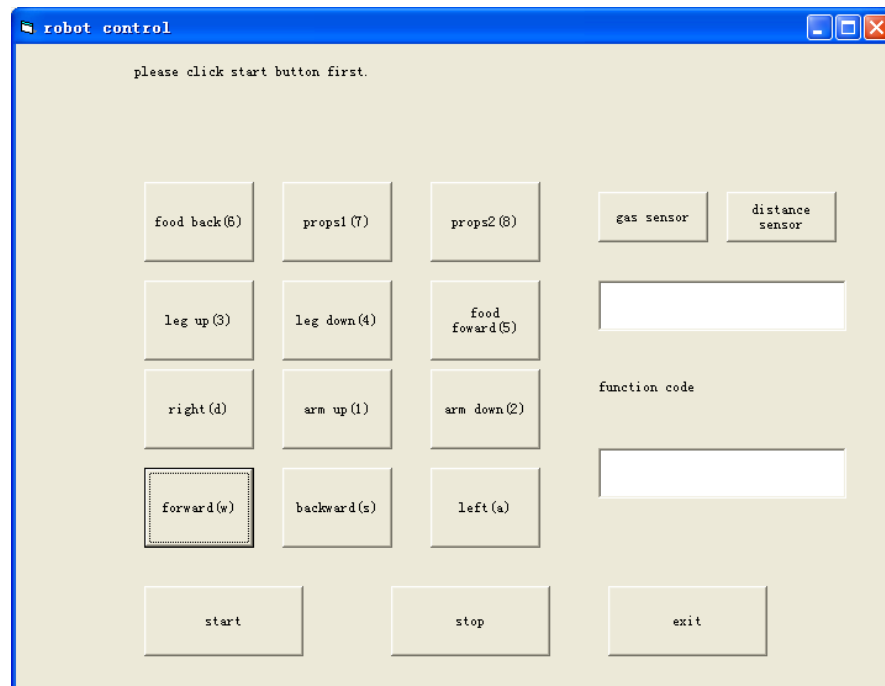 robot control
please click start button first.
food back(6)
props1(7)
props2(8)
gas sensor
distance
sensor
leg up(3)
leg down(4)
food
foward(5)
function code
right(d)
arm up(1)
arm down(2)
forward(w)
backward(s)
left(a)
start
stop
exit